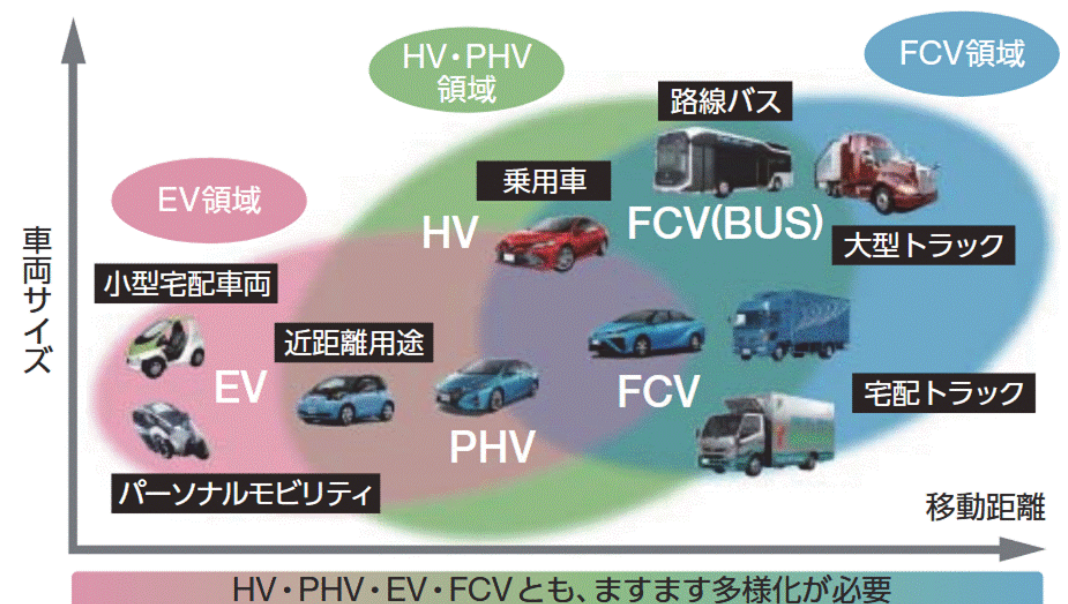 HV・PHV
領域
FCV領域
路線バス
乗用車
EV領域
HV
FCV(BUS)
大型トラック
車両サイズ
小型宅配車両
近距離用途
EV
FCV
宅配トラック
PHV
パーソナルモビリティ
移動距離
HV・PHV・EV・FCVとも、ますます多様化が必要